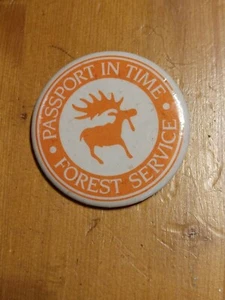 • PASSPORT IN TIME •
FOREST SERVICE